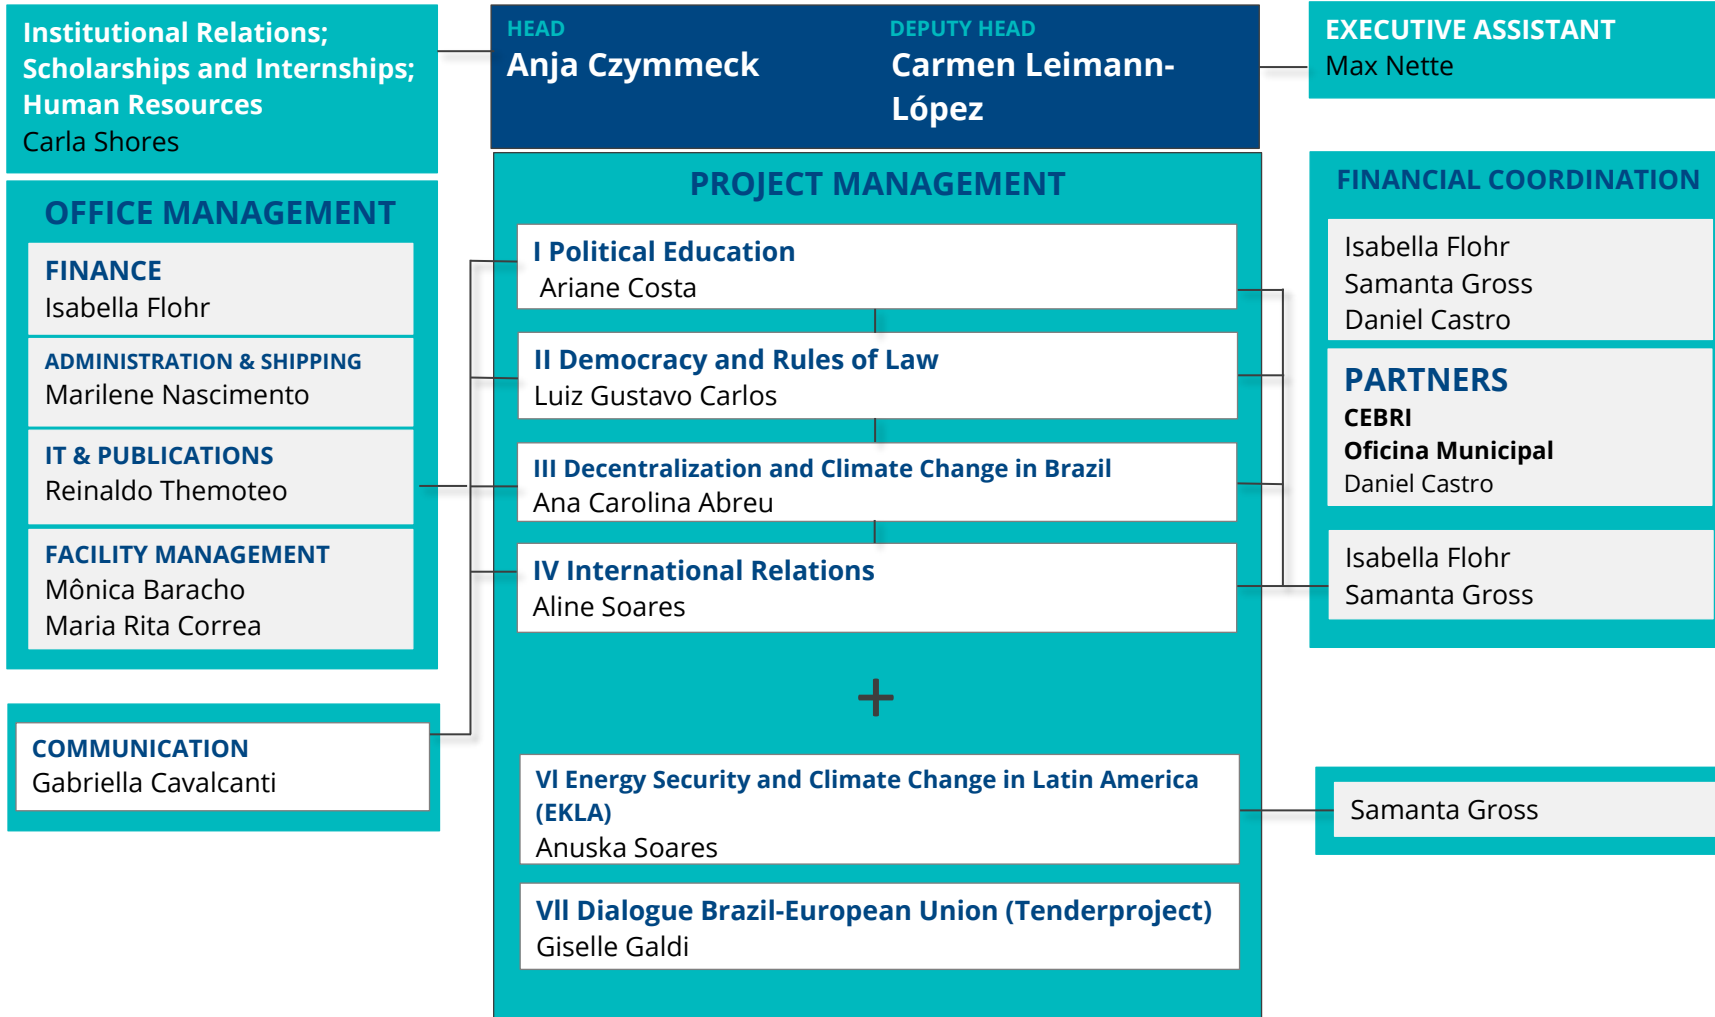 Institutional Relations;
Scholarships and Internships;
Human Resources
Carla Shores
HEAD
Anja Czymmeck
DEPUTY HEAD
Carmen Leimann-
López
EXECUTIVE ASSISTANT
Max Nette
OFFICE MANAGEMENT
FINANCE
Isabella Flohr
ADMINISTRATION & SHIPPING
Marilene Nascimento
IT & PUBLICATIONS
Reinaldo Themoteo
FACILITY MANAGEMENT
Mônica Baracho
Maria Rita Correa
COMMUNICATION
Gabriella Cavalcanti
PROJECT MANAGEMENT
I Political Education
Ariane Costa
II Democracy and Rules of Law
Luiz Gustavo Carlos
III Decentralization and Climate Change in Brazil
Ana Carolina Abreu
IV International Relations
Aline Soares
+
Vl Energy Security and Climate Change in Latin America
(EKLA)
Anuska Soares
Vll Dialogue Brazil-European Union (Tenderproject)
Giselle Galdi
FINANCIAL COORDINATION
Isabella Flohr
Samanta Gross
Daniel Castro
PARTNERS
CEBRI
Oficina Municipal
Daniel Castro
Isabella Flohr
Samanta Gross
Samanta Gross